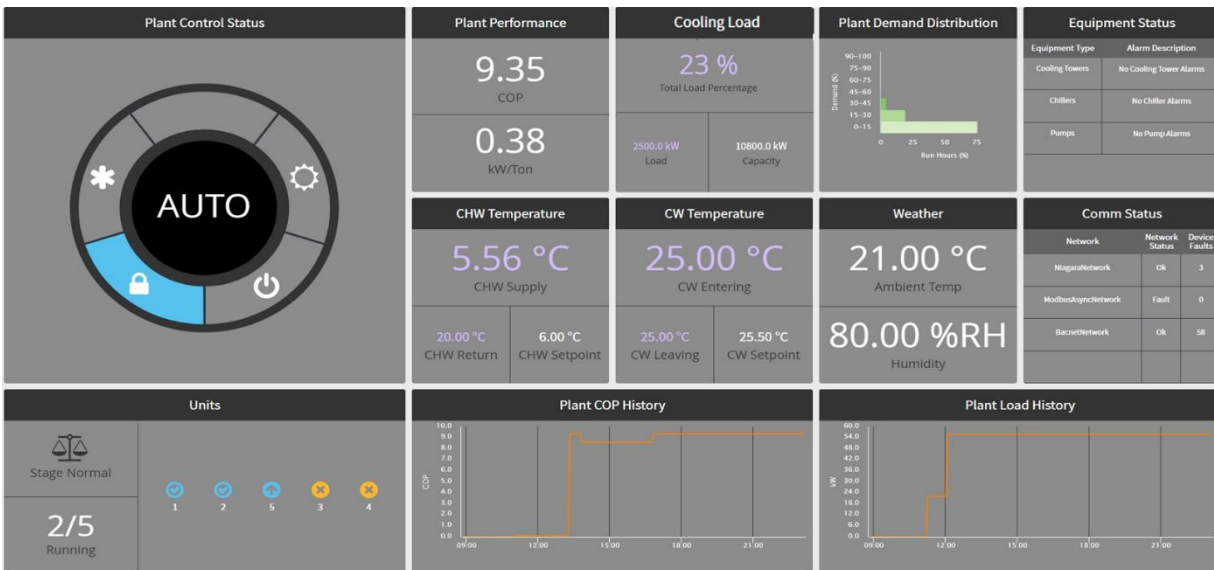 Plant Control Status
AUTO
Plant Performance
9.35
COP
0.38
kW/Ton
Cooling Load
23 %
Total Load Percentage
2500.0 kW
Load
10800.0 kW
Capacity
Plant Demand Distribution
Demand (%)
90-100
75-90
60-75
45-60
30-45
15-30
0-15
0 25 50 75
Run Hours (%)
Equipment Status
Equipment Type Alarm Description
Cooling Towers No Cooling Tower Alarms
Chillers No Chiller Alarms
Pumps No Pump Alarms
CHW Temperature
5.56 °C
CHW Supply
20.00 °C
CHW Return
6.00 °C
CHW Setpoint
CW Temperature
25.00 °C
CW Entering
25.00 °C
CW Leaving
25.50 °C
CW Setpoint
Weather
21.00 °C
Ambient Temp
80.00 %RH
Humidity
Comm Status
Network Network Status Device Faults
NiagaraNetwork Ok 3
ModbusAsyncNetwork Fault 0
BacnetNetwork Ok 58
Units
Stage Normal
2/5
Running
1 2 5 3 4
Plant COP History
COP
10.0
9.0
8.0
7.0
6.0
5.0
4.0
3.0
2.0
1.0
0.0
09:00 12:00 15:00 18:00 21:00
Plant Load History
kW
60.0
54.0
48.0
42.0
36.0
30.0
24.0
18.0
12.0
6.0
0.0
09:00 12:00 15:00 18:00 21:00